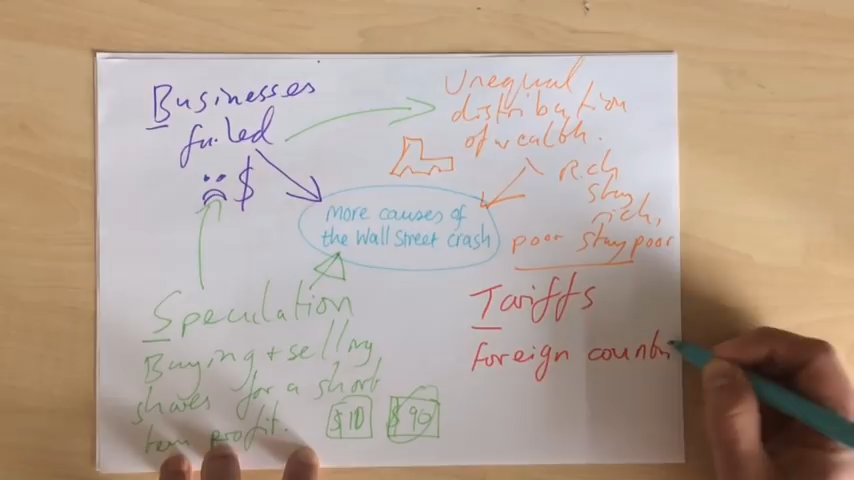 Businesses
failed
$
Unequal
distribution
of wealth.
Rich
stay
rich,
poor stay poor
more causes of
the Wall Street crash
Speculation
Buying + selling
shares for a short
term profit.
$10 $90
Tariffs
foreign countri